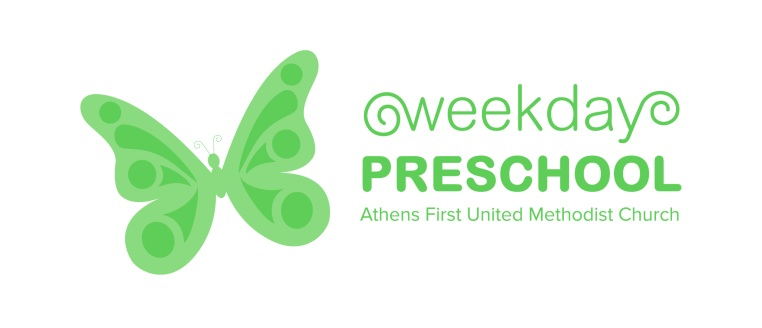 weekday
PRESCHOOL
Athens First United Methodist Church